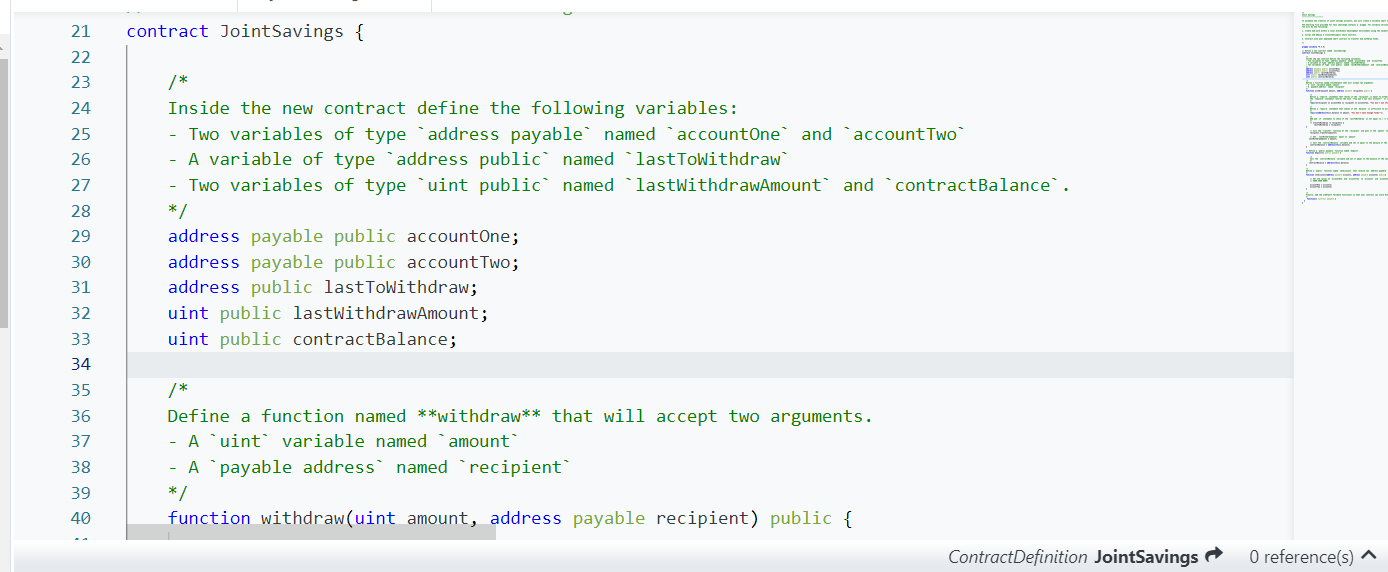 21 contract JointSavings {
22
23 /*
24 Inside the new contract define the following variables:
25 - Two variables of type `address payable` named `accountOne` and `accountTwo`
26 - A variable of type `address public` named `lastToWithdraw`
27 - Two variables of type `uint public` named `lastWithdrawAmount` and `contractBalance`.
28 */
29 address payable public accountOne;
30 address payable public accountTwo;
31 address public lastToWithdraw;
32 uint public lastWithdrawAmount;
33 uint public contractBalance;
34
35 /*
36 Define a function named **withdraw** that will accept two arguments.
37 - A `uint` variable named `amount`
38 - A `payable address` named `recipient`
39 */
40 function withdraw(uint amount, address payable recipient) public {
ContractDefinition JointSavings 0 reference(s)